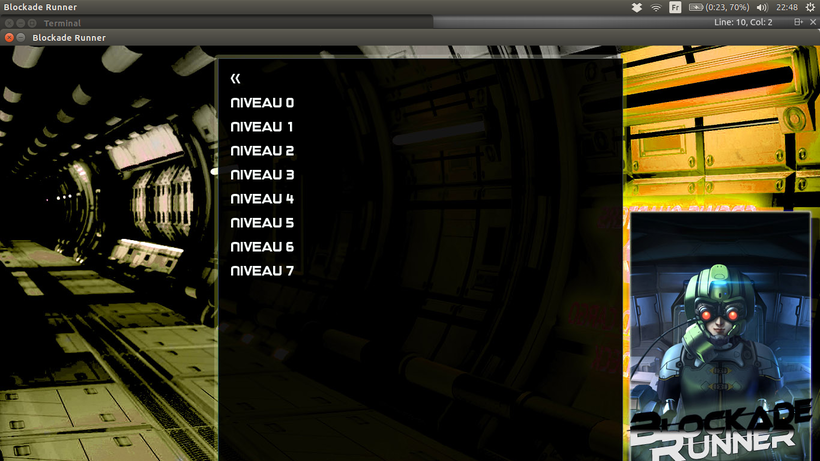 Blockade Runner
Fr
(0:23, 70%)
22:48
Terminal
Line: 10, Col: 2
Blockade Runner
«
NIVEAU 0
NIVEAU 1
NIVEAU 2
NIVEAU 3
NIVEAU 4
NIVEAU 5
NIVEAU 6
NIVEAU 7
BLOCKADE
RUNNER